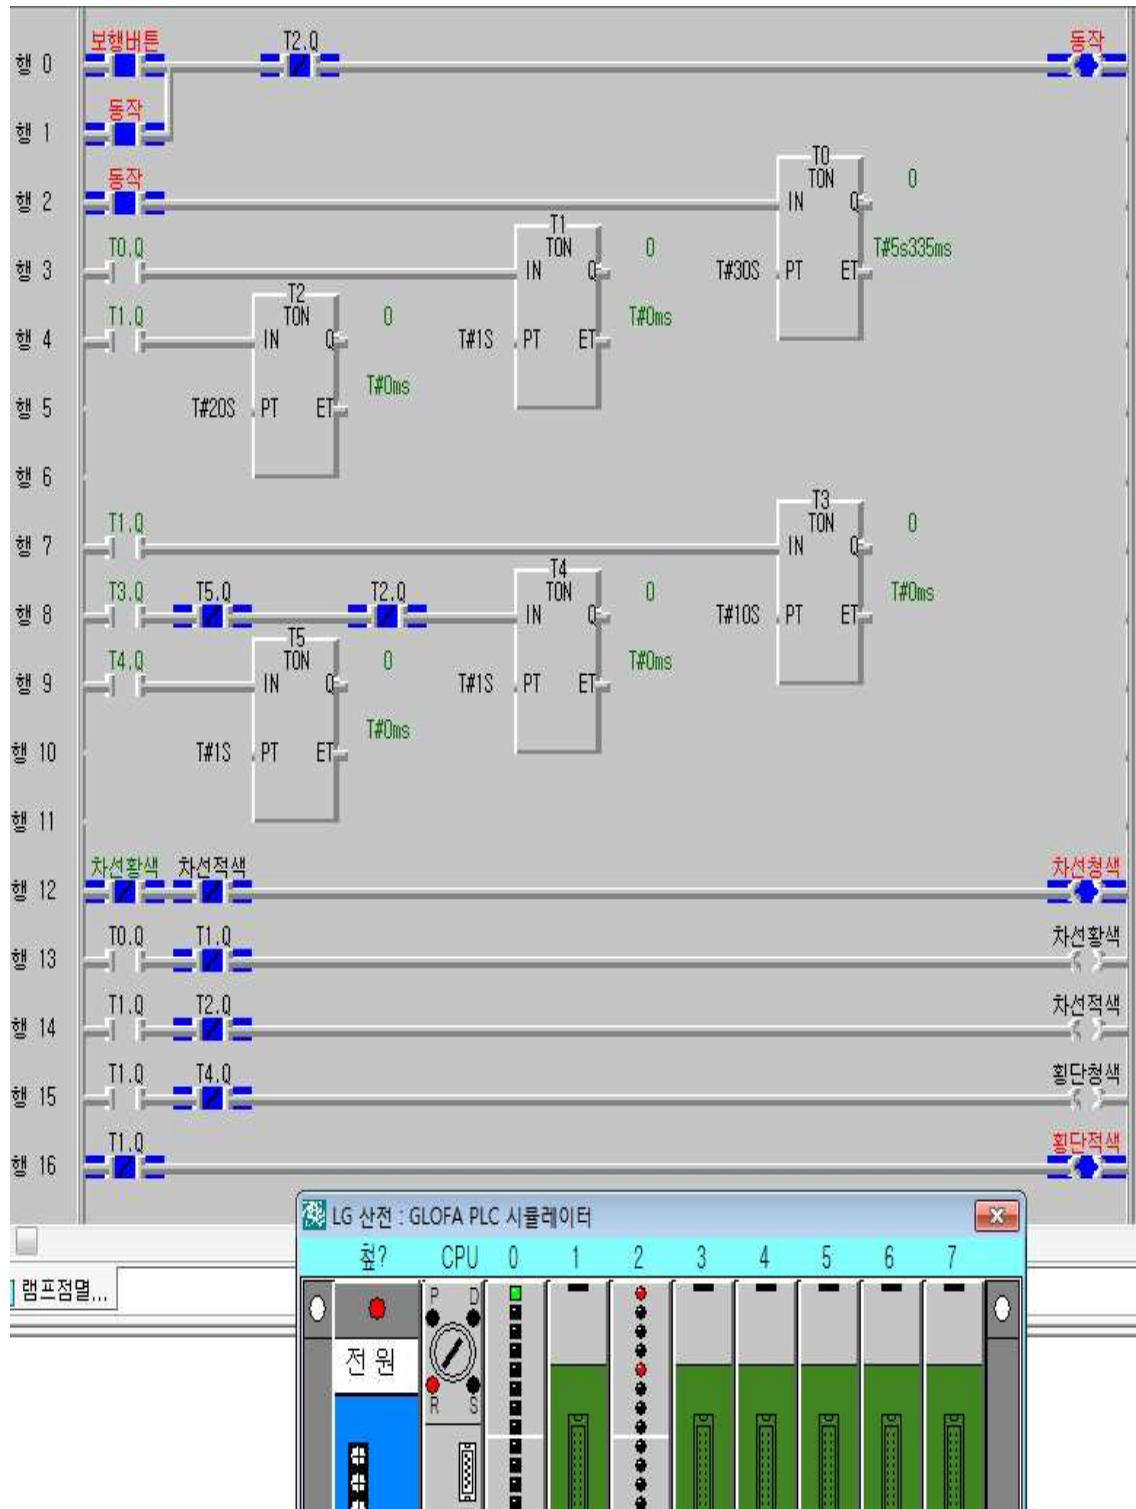 보행버튼 T2.Q 동작
행 0
동작
행 1
T0
동작 TON 0
행 2 IN Q
T1
T0.Q TON 0 T#5s335ms
행 3 IN Q T#30S PT ET
T2
T1.Q TON 0 T#0ms
행 4 IN Q T#1S PT ET
T#0ms
행 5 T#20S PT ET
행 6
T3
T1.Q TON 0
행 7 IN Q
T4
T3.Q T5.Q T2.Q TON 0 T#0ms
행 8 IN Q T#10S PT ET
T5
T4.Q TON 0 T#0ms
행 9 IN Q T#1S PT ET
T#0ms
행 10 T#1S PT ET
행 11
차선황색 차선적색 차선청색
행 12
T0.Q T1.Q 차선황색
행 13
T1.Q T2.Q 차선적색
행 14
T1.Q T4.Q 횡단청색
행 15
T1.Q 횡단적색
행 16
LG 산전 : GLOFA PLC 시뮬레이터
CPU 0 1 2 3 4 5 6 7
램프점멸...
P D
전 원
R S